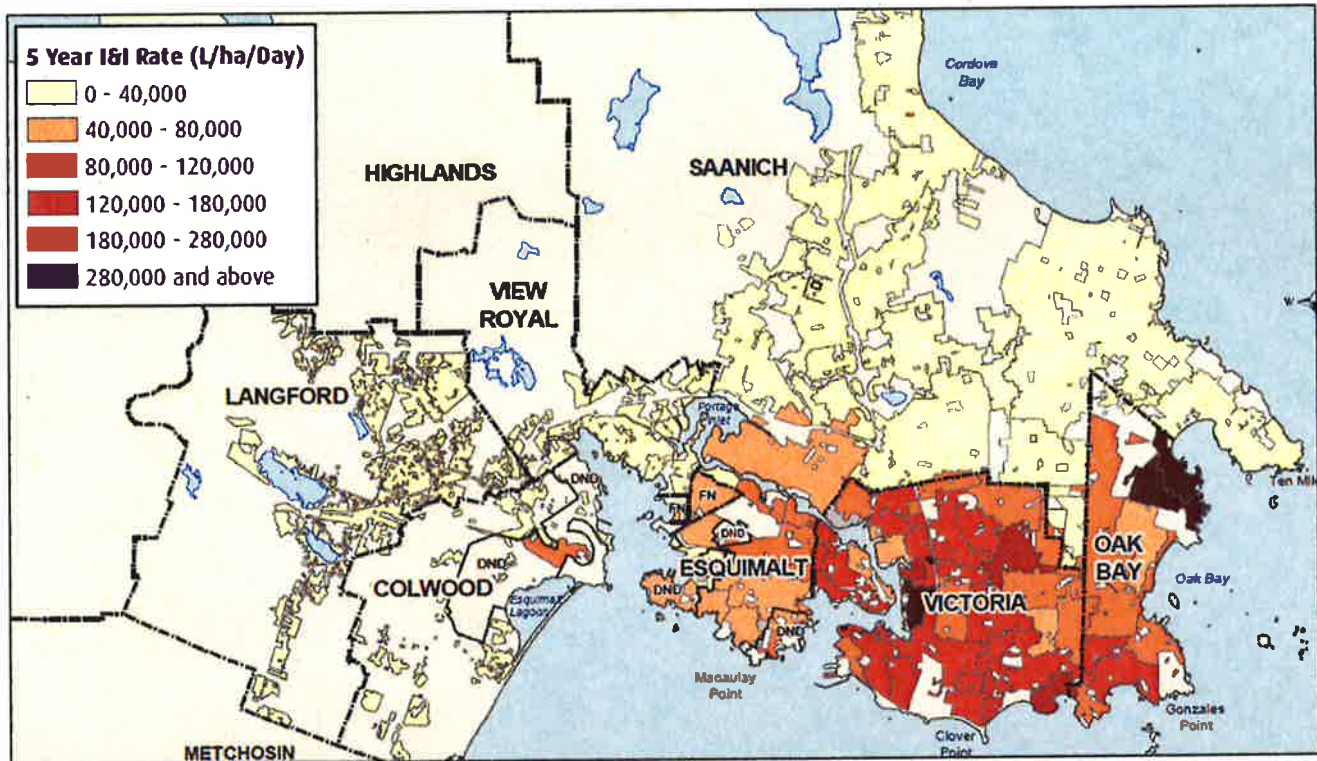 5 Year I&I Rate (L/ha/Day)
0 - 40,000
40,000 - 80,000
80,000 - 120,000
120,000 - 180,000
180,000 - 280,000
280,000 and above
Cordova
Bay
HIGHLANDS
SAANICH
VIEW
ROYAL
W
LANGFORD
Portage
Inlet
Ten Mile
DND
FN
FN
DND
OAK
BAY
DND
ESQUIMALT
COLWOOD
DND
Oak Bay
Esquimalt
Lagoon
VICTORIA
DND
Macaulay
Point
Gonzales
Point
Clover
Point
METCHOSIN